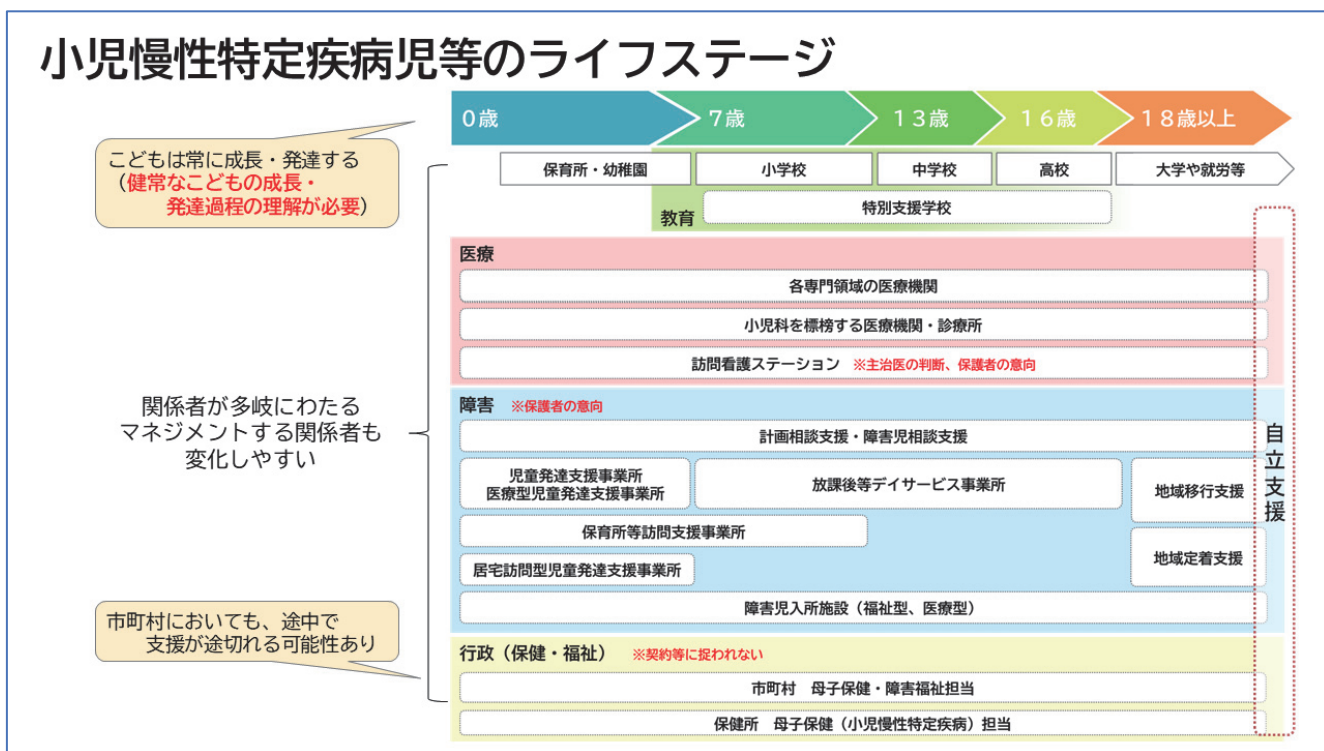 小児慢性特定疾病児等のライフステージ
0歳
7歳
13歳
16歳
18歳以上
こどもは常に成長・発達する
（健常なこどもの成長・
発達過程の理解が必要）
保育所・幼稚園
小学校
中学校
高校
大学や就労等
特別支援学校
教育
医療
各専門領域の医療機関
小児科を標榜する医療機関・診療所
訪問看護ステーション ※主治医の判断、保護者の意向
関係者が多岐にわたる
マネジメントする関係者も
変化しやすい
障害 ※保護者の意向
計画相談支援・障害児相談支援
児童発達支援事業所
医療型児童発達支援事業所
放課後等デイサービス事業所
地域移行支援
保育所等訪問支援事業所
居宅訪問型児童発達支援事業所
地域定着支援
障害児入所施設（福祉型、医療型）
自立支援
市町村においても、途中で
支援が途切れる可能性あり
行政（保健・福祉） ※契約等に捉われない
市町村 母子保健・障害福祉担当
保健所 母子保健（小児慢性特定疾病）担当